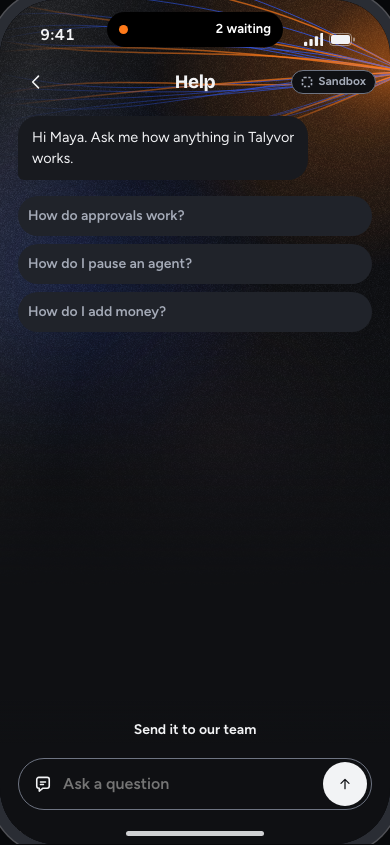 9:41
2 waiting
Help
Sandbox
Hi Maya. Ask me how anything in Talyvor
works.
How do approvals work?
How do I pause an agent?
How do I add money?
Send it to our team
Ask a question